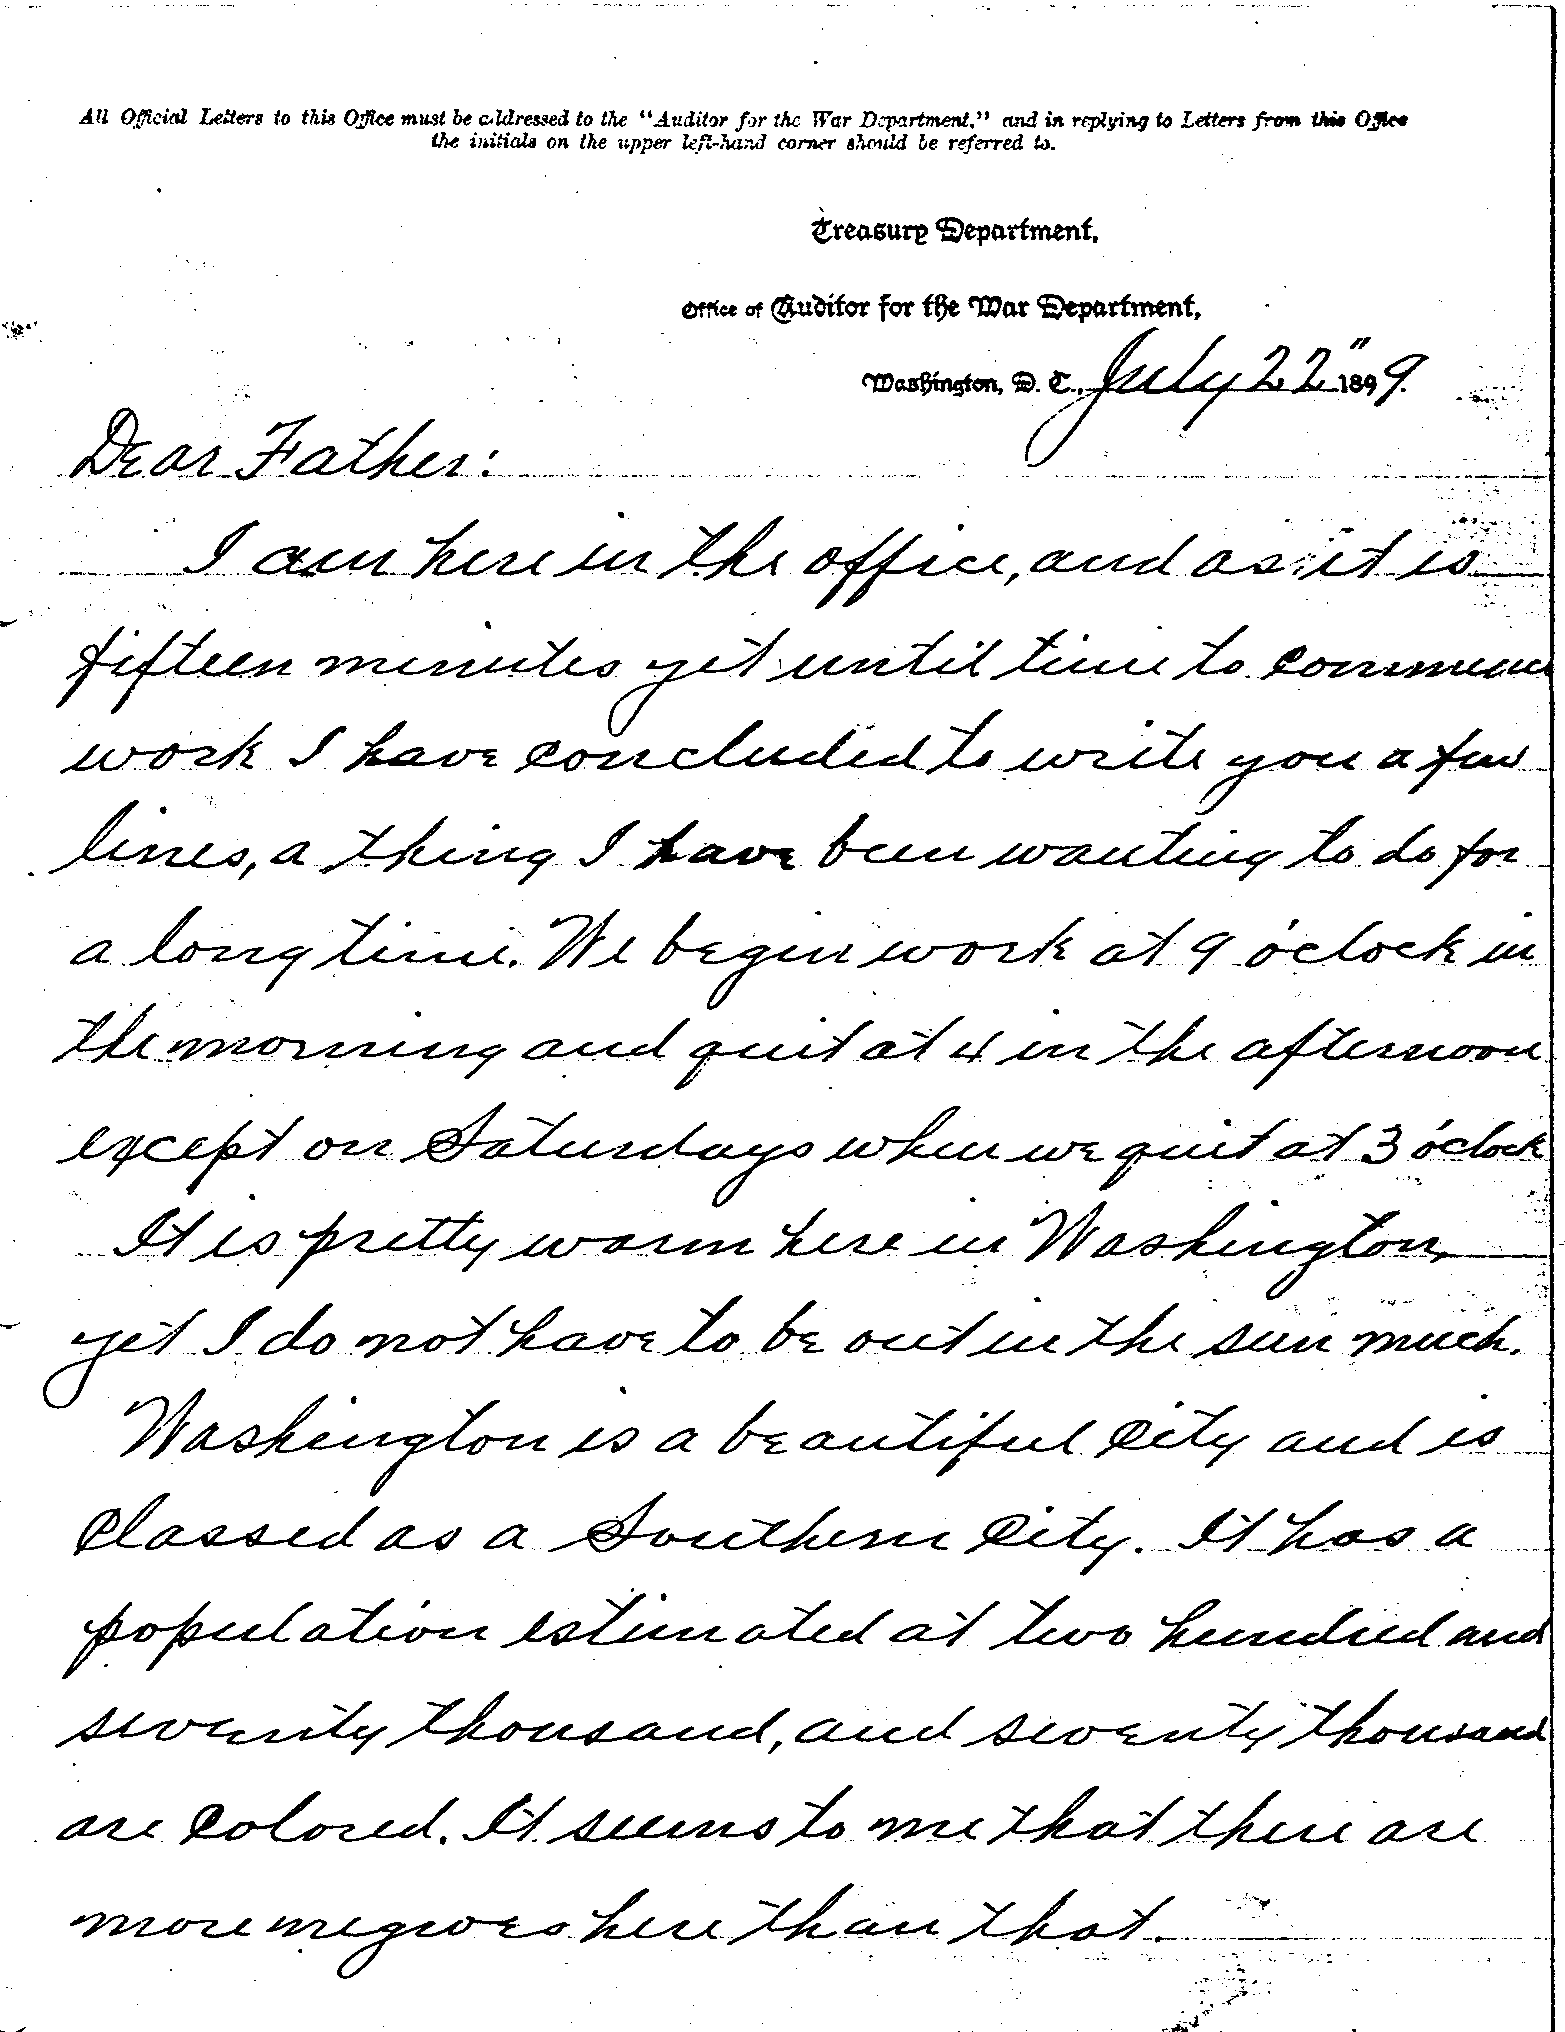 All Official Letters to this Office must be addressed to the "Auditor for the War Department," and in replying to Letters from this Office
the initials on the upper left-hand corner should be referred to.
Treasury Department,
Office of Auditor for the War Department,
Washington, D. C., July 22" 1899.
Dear Father:
I am here in the office, and as it is
fifteen minutes yet until time to commence
work I have concluded to write you a few
lines, a thing I have been wanting to do for
a long time. We begin work at 9 o'clock in
the morning and quit at 4 in the afternoon
except on Saturdays when we quit at 3 o'clock
It is pretty warm here in Washington,
yet I do not have to be out in the sun much.
Washington is a beautiful City and is
Classed as a Southern City. It has a
population estimated at two hundred and
seventy thousand, and seventy thousand
are Colored. It seems to me that there are
more negroes here than that.